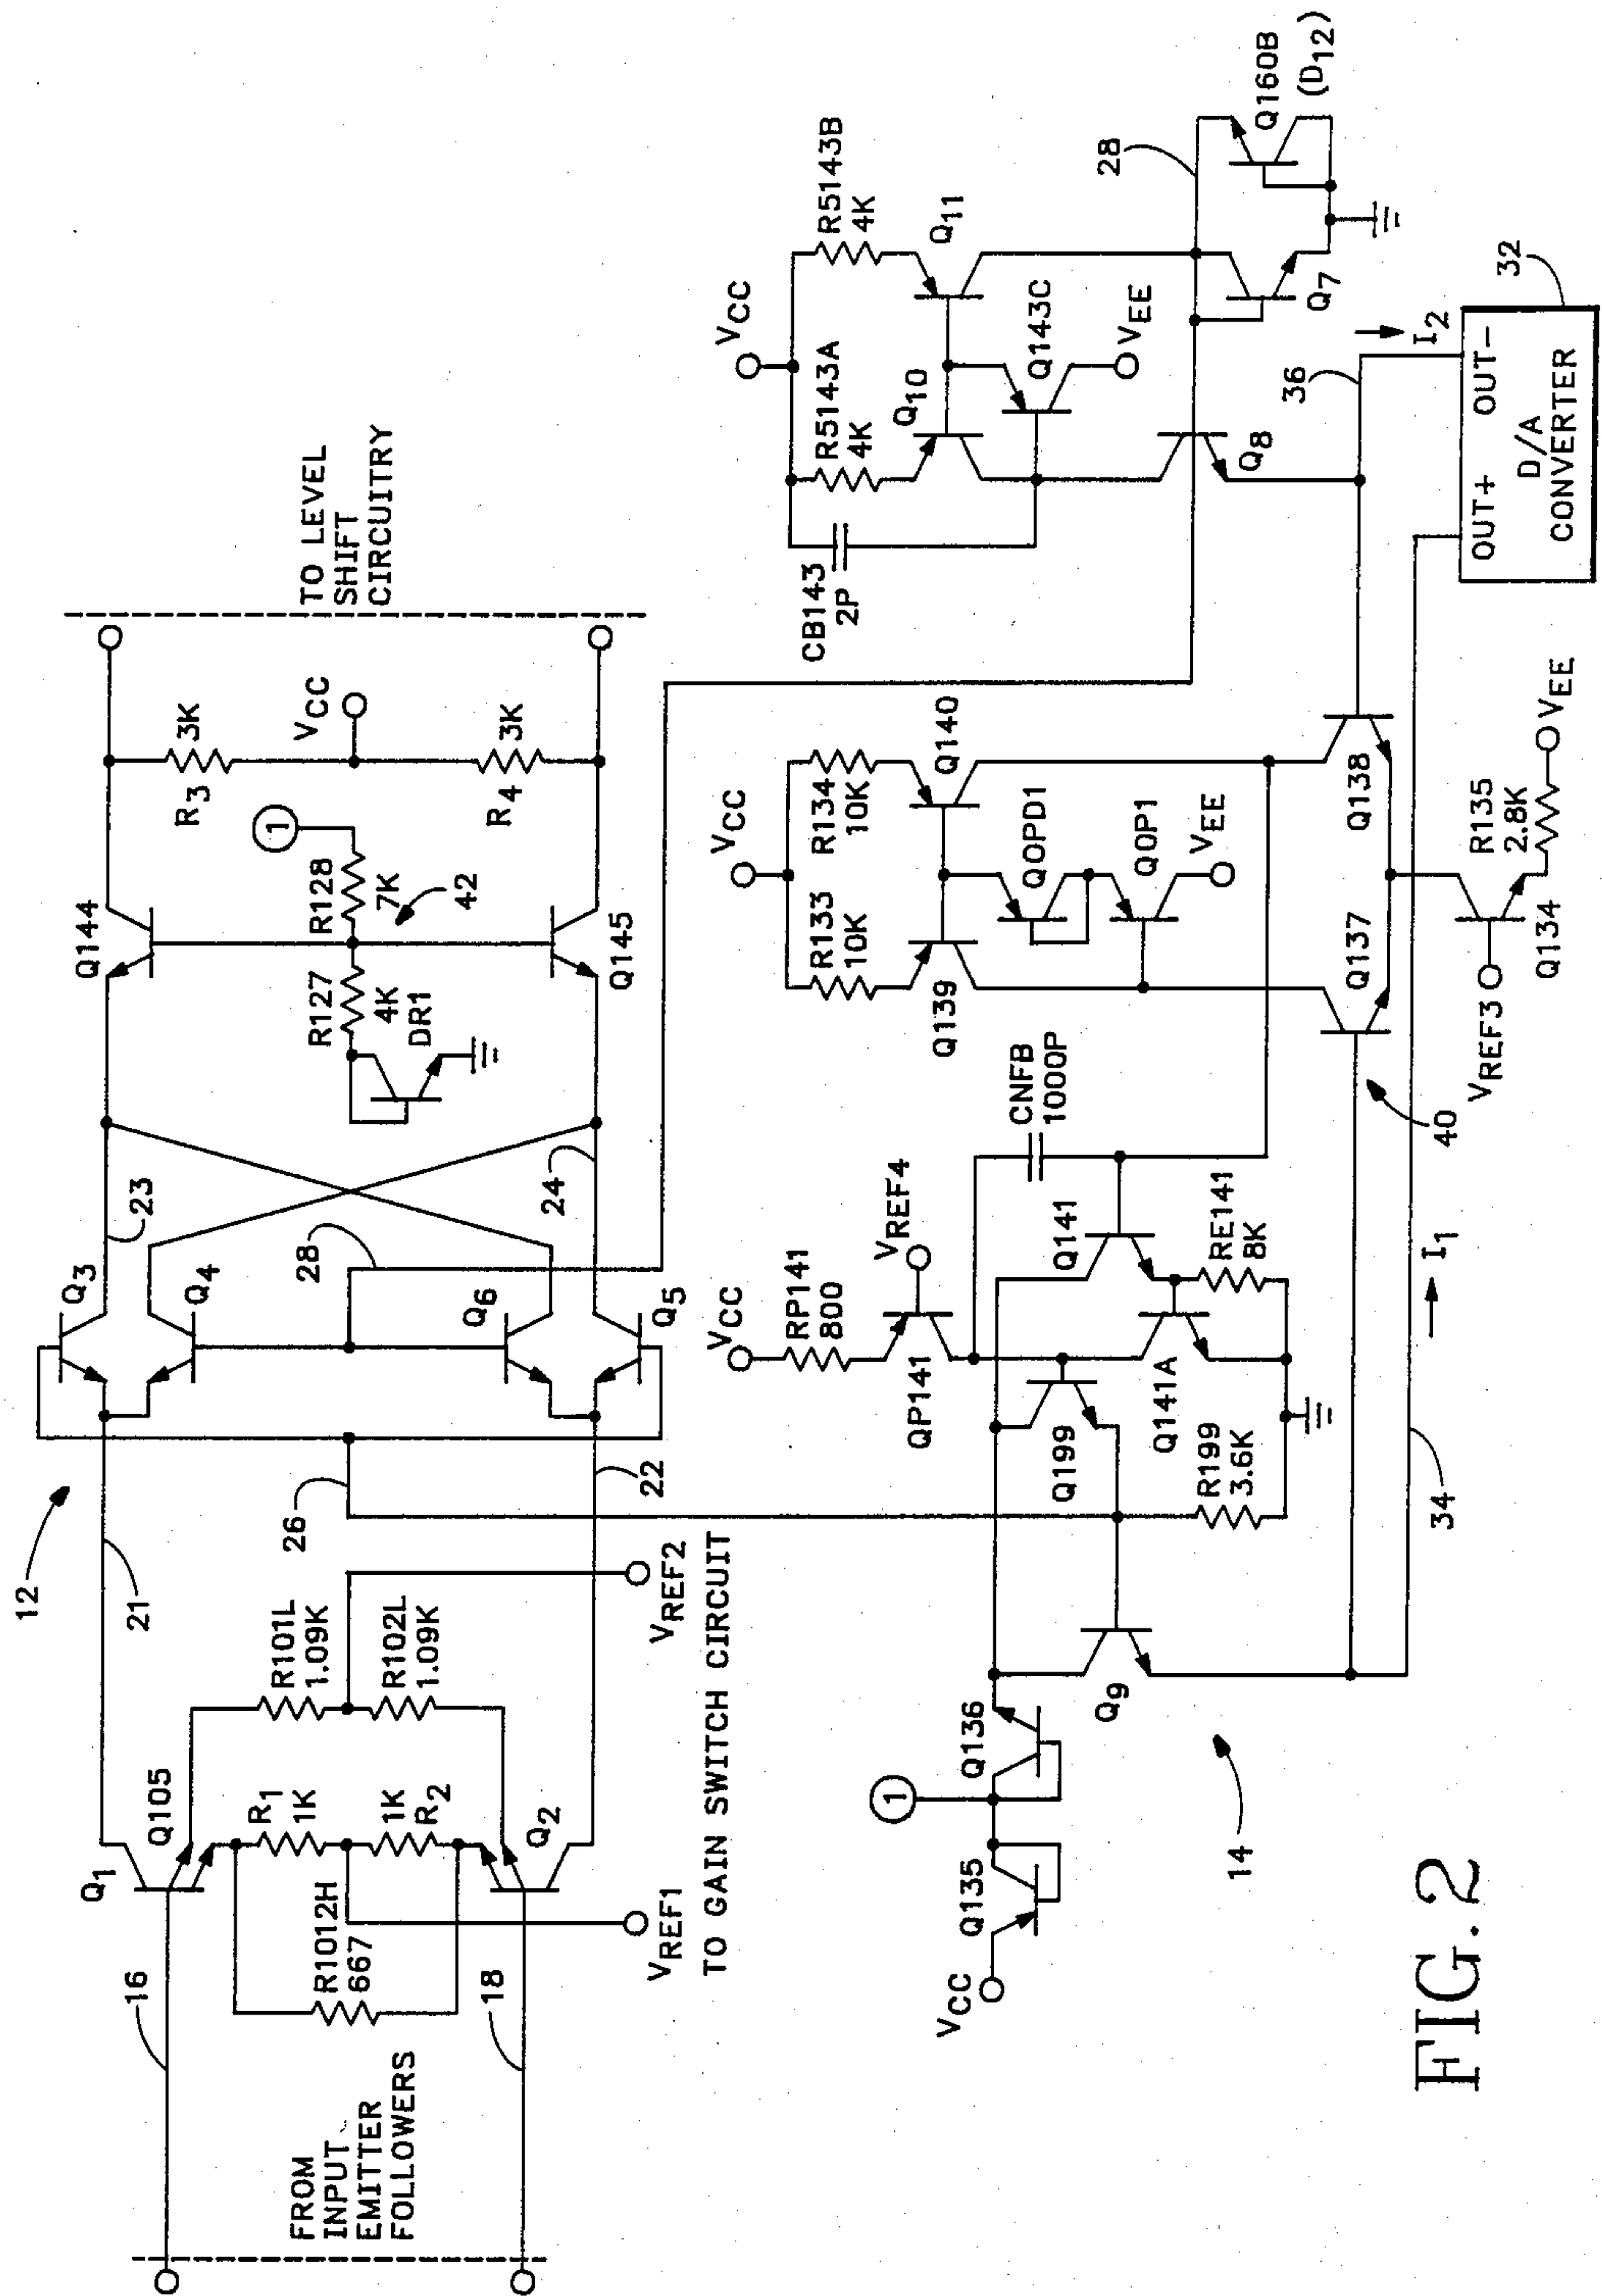 FROM
INPUT
EMITTER
FOLLOWERS
16
18
Q1
Q105
R1
1K
1K
R2
Q2
R1012H
667
R101L
1.09K
R102L
1.09K
VREF1
VREF2
TO GAIN SWITCH CIRCUIT
12
21
22
26
Q3
Q4
Q6
Q5
23
24
28
Q144
Q145
R127
4K
DR1
R128
7K
42
1
R3
3K
VCC
R4
3K
TO LEVEL
SHIFT
CIRCUITRY
VCC
Q135
1
Q136
Q9
14
VCC
RP141
800
QP141
VREF4
Q199
R199
3.6K
Q141A
Q141
RE141
8K
CNFB
1000P
34
I1
40
VCC
R133
10K
R134
10K
Q139
Q140
QOPD1
QOP1
VEE
Q137
Q138
VREF3
Q134
R135
2.8K
VEE
CB143
2P
VCC
R5143A
4K
R5143B
4K
Q10
Q11
Q143C
VEE
Q8
Q7
28
Q160B
(D12)
36
I2
OUT+
OUT-
D/A
CONVERTER
32
FIG.2